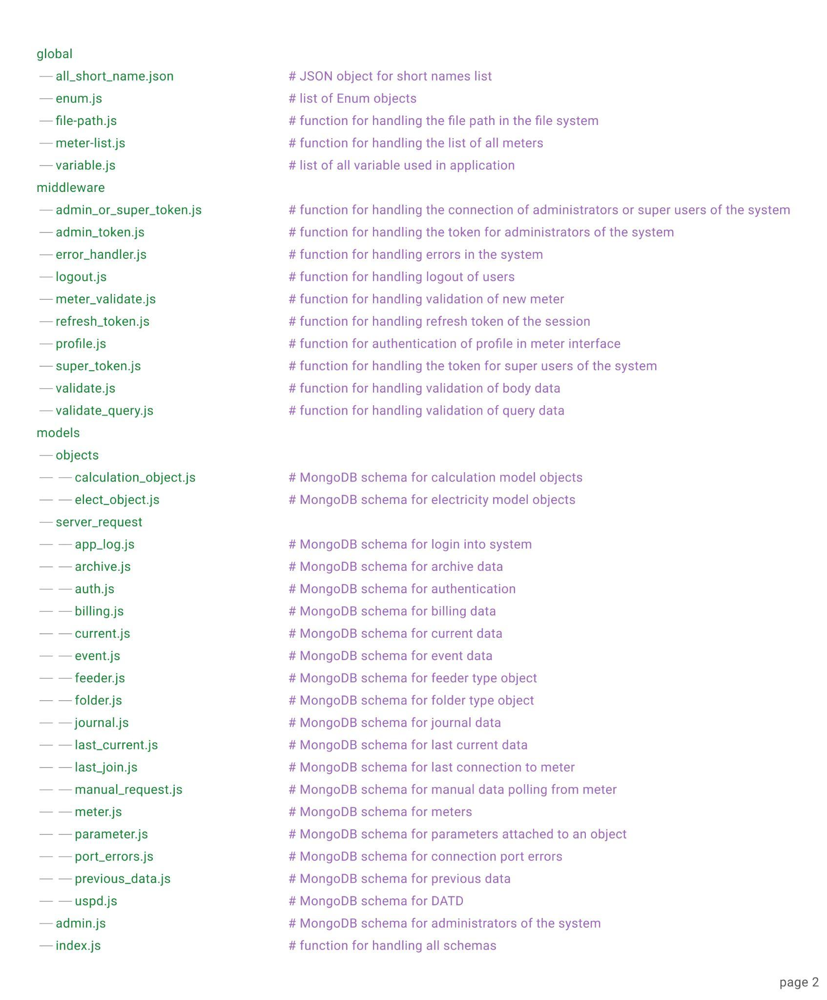 global
— all_short_name.json # JSON object for short names list
— enum.js # list of Enum objects
— file-path.js # function for handling the file path in the file system
— meter-list.js # function for handling the list of all meters
— variable.js # list of all variable used in application
middleware
— admin_or_super_token.js # function for handling the connection of administrators or super users of the system
— admin_token.js # function for handling the token for administrators of the system
— error_handler.js # function for handling errors in the system
— logout.js # function for handling logout of users
— meter_validate.js # function for handling validation of new meter
— refresh_token.js # function for handling refresh token of the session
— profile.js # function for authentication of profile in meter interface
— super_token.js # function for handling the token for super users of the system
— validate.js # function for handling validation of body data
— validate_query.js # function for handling validation of query data
models
— objects
— — calculation_object.js # MongoDB schema for calculation model objects
— — elect_object.js # MongoDB schema for electricity model objects
— server_request
— — app_log.js # MongoDB schema for login into system
— — archive.js # MongoDB schema for archive data
— — auth.js # MongoDB schema for authentication
— — billing.js # MongoDB schema for billing data
— — current.js # MongoDB schema for current data
— — event.js # MongoDB schema for event data
— — feeder.js # MongoDB schema for feeder type object
— — folder.js # MongoDB schema for folder type object
— — journal.js # MongoDB schema for journal data
— — last_current.js # MongoDB schema for last current data
— — last_join.js # MongoDB schema for last connection to meter
— — manual_request.js # MongoDB schema for manual data polling from meter
— — meter.js # MongoDB schema for meters
— — parameter.js # MongoDB schema for parameters attached to an object
— — port_errors.js # MongoDB schema for connection port errors
— — previous_data.js # MongoDB schema for previous data
— — uspd.js # MongoDB schema for DATD
— admin.js # MongoDB schema for administrators of the system
— index.js # function for handling all schemas
page 2